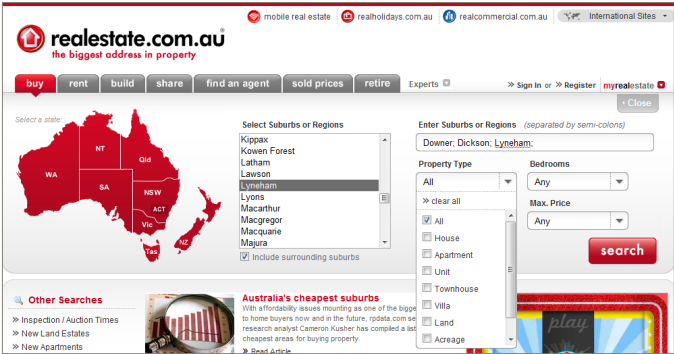 mobile real estate
realholidays.com.au
realcommercial.com.au
International Sites
realestate.com.au
the biggest address in property
buy
rent
build
share
find an agent
sold prices
retire
Experts
» Sign In or » Register
myrealestate
Close
Select a state:
WA
NT
SA
Qld
NSW
ACT
Vic
Tas
NZ
Select Suburbs or Regions
Kippax
Kowen Forest
Latham
Lawson
Lyneham
Lyons
Macarthur
Macgregor
Macquarie
Majura
Include surrounding suburbs
Enter Suburbs or Regions (separated by semi-colons)
Downer; Dickson; Lyneham;
Property Type
All
» clear all
All
House
Apartment
Unit
Townhouse
Villa
Land
Acreage
Bedrooms
Any
Max. Price
Any
search
Other Searches
» Inspection / Auction Times
» New Land Estates
» New Apartments
Australia's cheapest suburbs
With affordability issues mounting as one of the bigge
to home buyers now and in the future, rpdata.com se
research analyst Cameron Kusher has compiled a list
cheapest areas for buying property.
» Read Article
play